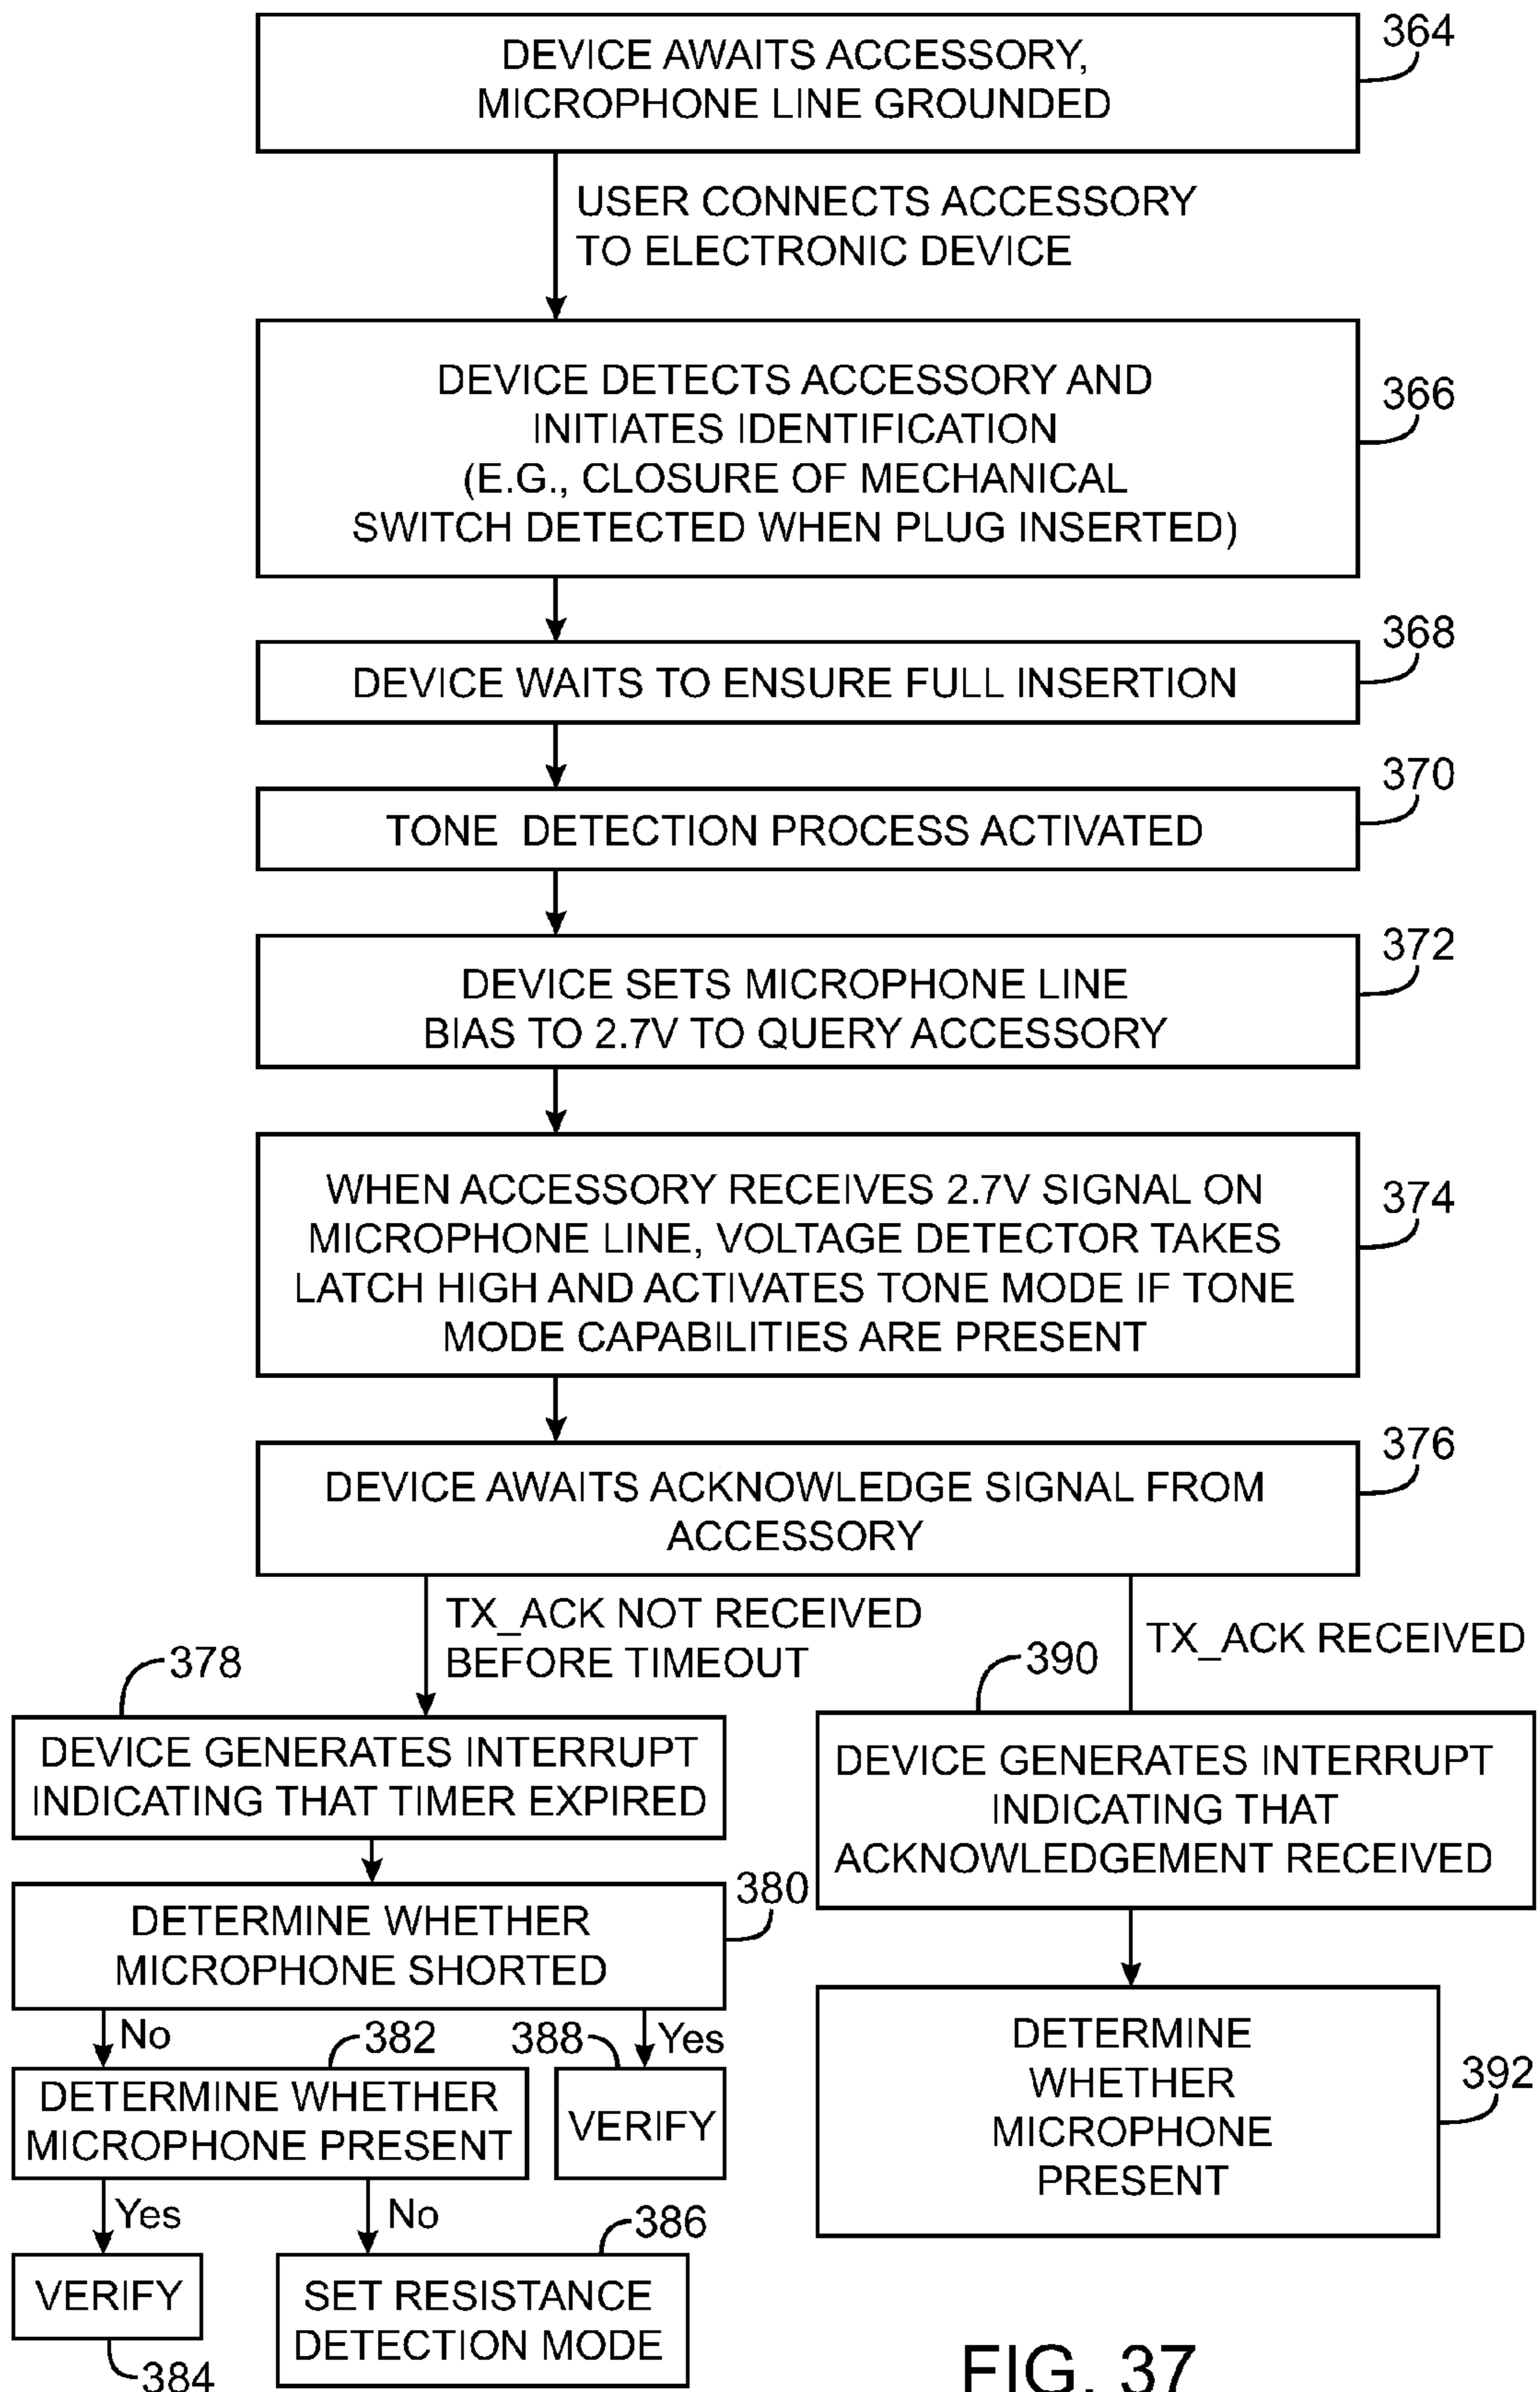 364
DEVICE AWAITS ACCESSORY,
MICROPHONE LINE GROUNDED
USER CONNECTS ACCESSORY
TO ELECTRONIC DEVICE
366
DEVICE DETECTS ACCESSORY AND
INITIATES IDENTIFICATION
(E.G., CLOSURE OF MECHANICAL
SWITCH DETECTED WHEN PLUG INSERTED)
368
DEVICE WAITS TO ENSURE FULL INSERTION
370
TONE DETECTION PROCESS ACTIVATED
372
DEVICE SETS MICROPHONE LINE
BIAS TO 2.7V TO QUERY ACCESSORY
374
WHEN ACCESSORY RECEIVES 2.7V SIGNAL ON
MICROPHONE LINE, VOLTAGE DETECTOR TAKES
LATCH HIGH AND ACTIVATES TONE MODE IF TONE
MODE CAPABILITIES ARE PRESENT
376
DEVICE AWAITS ACKNOWLEDGE SIGNAL FROM
ACCESSORY
TX_ACK NOT RECEIVED
BEFORE TIMEOUT
378
DEVICE GENERATES INTERRUPT
INDICATING THAT TIMER EXPIRED
380
DETERMINE WHETHER
MICROPHONE SHORTED
No
382
388
Yes
DETERMINE WHETHER
MICROPHONE PRESENT
VERIFY
Yes
No
386
VERIFY
384
SET RESISTANCE
DETECTION MODE
TX_ACK RECEIVED
390
DEVICE GENERATES INTERRUPT
INDICATING THAT
ACKNOWLEDGEMENT RECEIVED
DETERMINE
WHETHER
MICROPHONE
PRESENT
392
FIG. 37